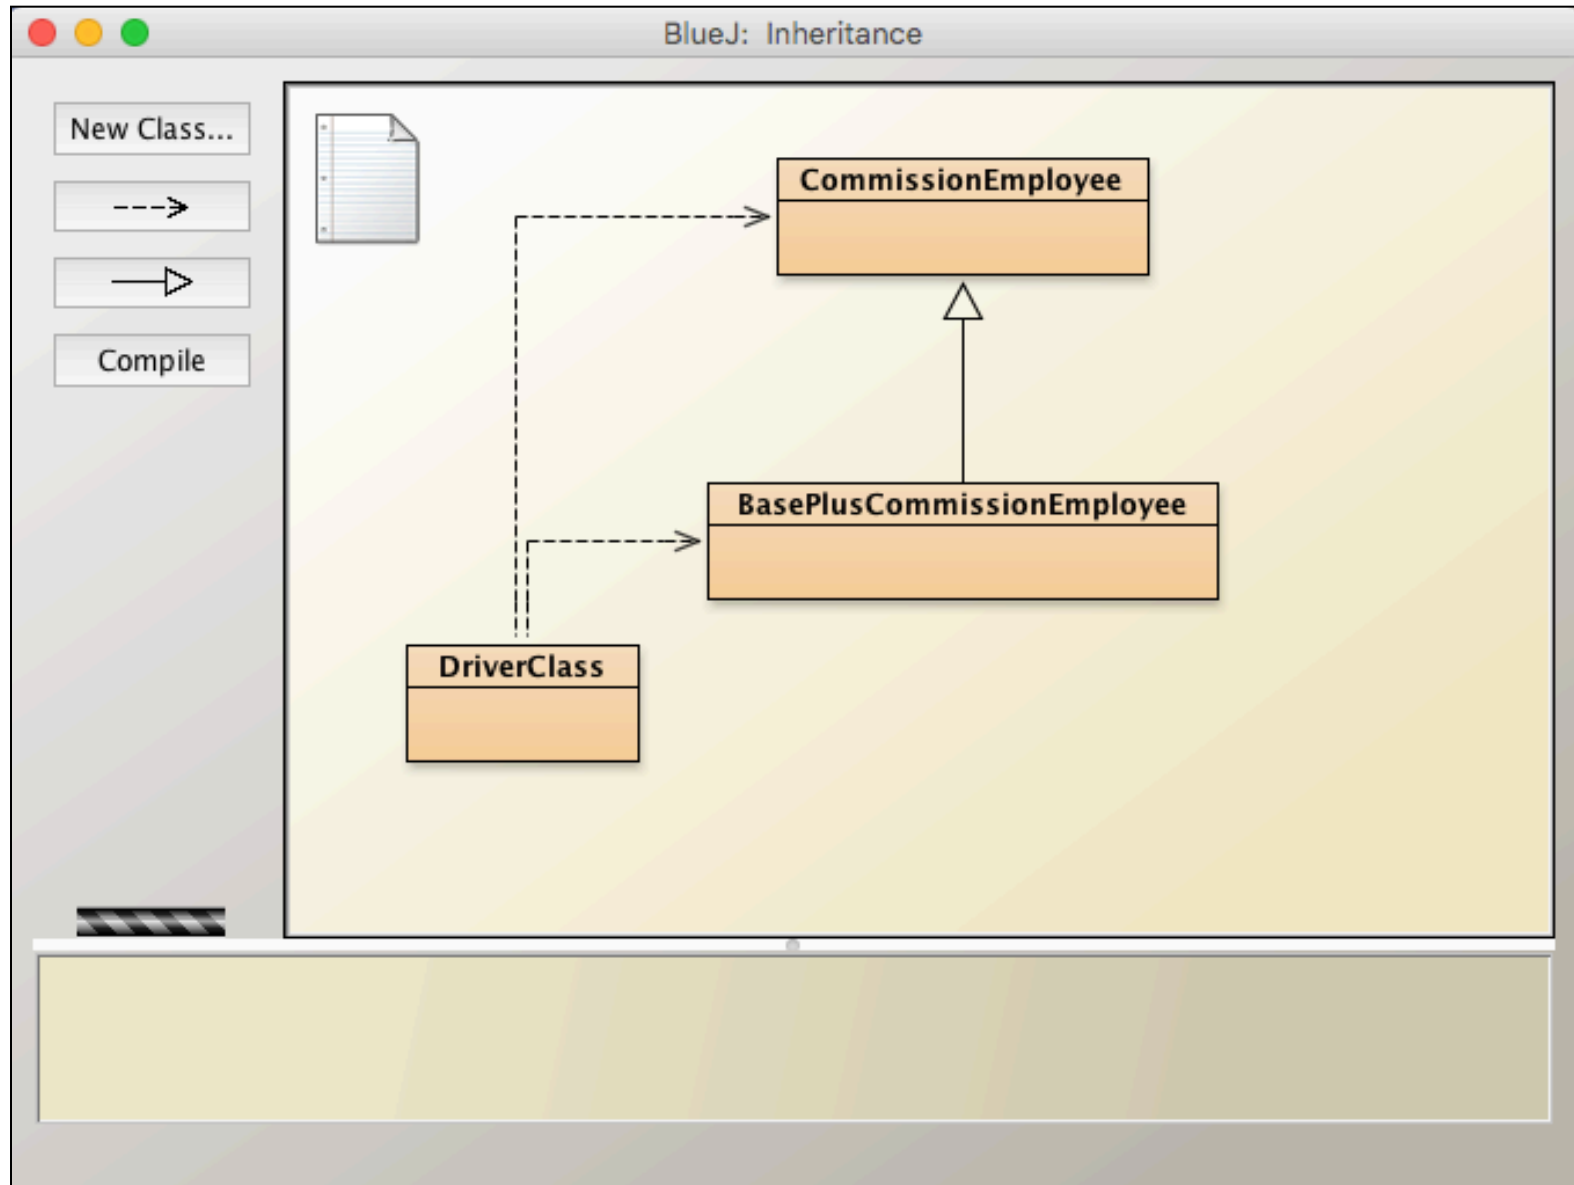 BlueJ: Inheritance
New Class...
Compile
CommissionEmployee
BasePlusCommissionEmployee
DriverClass